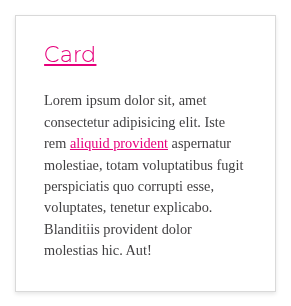 Card
Lorem ipsum dolor sit, amet
consectetur adipisicing elit. Iste
rem aliquid provident aspernatur
molestiae, totam voluptatibus fugit
perspiciatis quo corrupti esse,
voluptates, tenetur explicabo.
Blanditiis provident dolor
molestias hic. Aut!